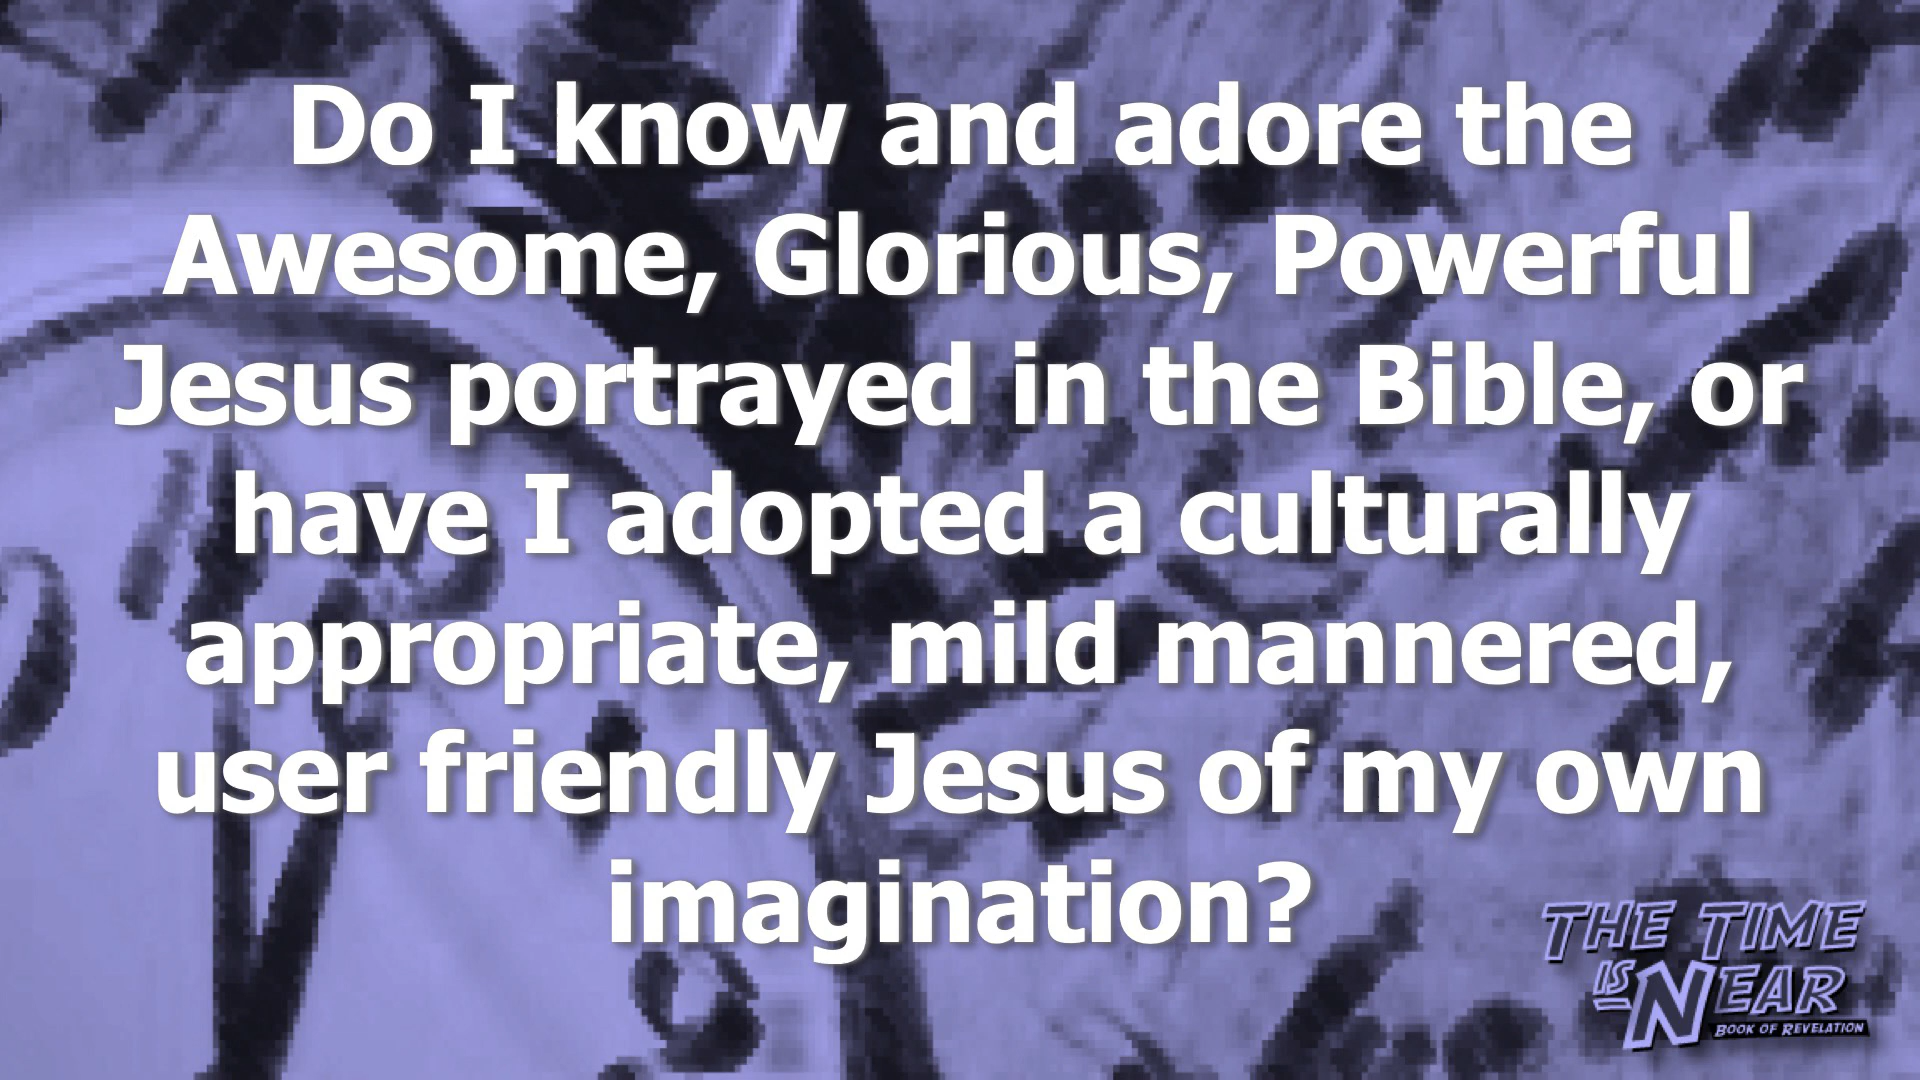 Do I know and adore the
Awesome, Glorious, Powerful
Jesus portrayed in the Bible, or
have I adopted a culturally
appropriate, mild mannered,
user friendly Jesus of my own
imagination?
THE TIME
IS NEAR
BOOK OF REVELATION